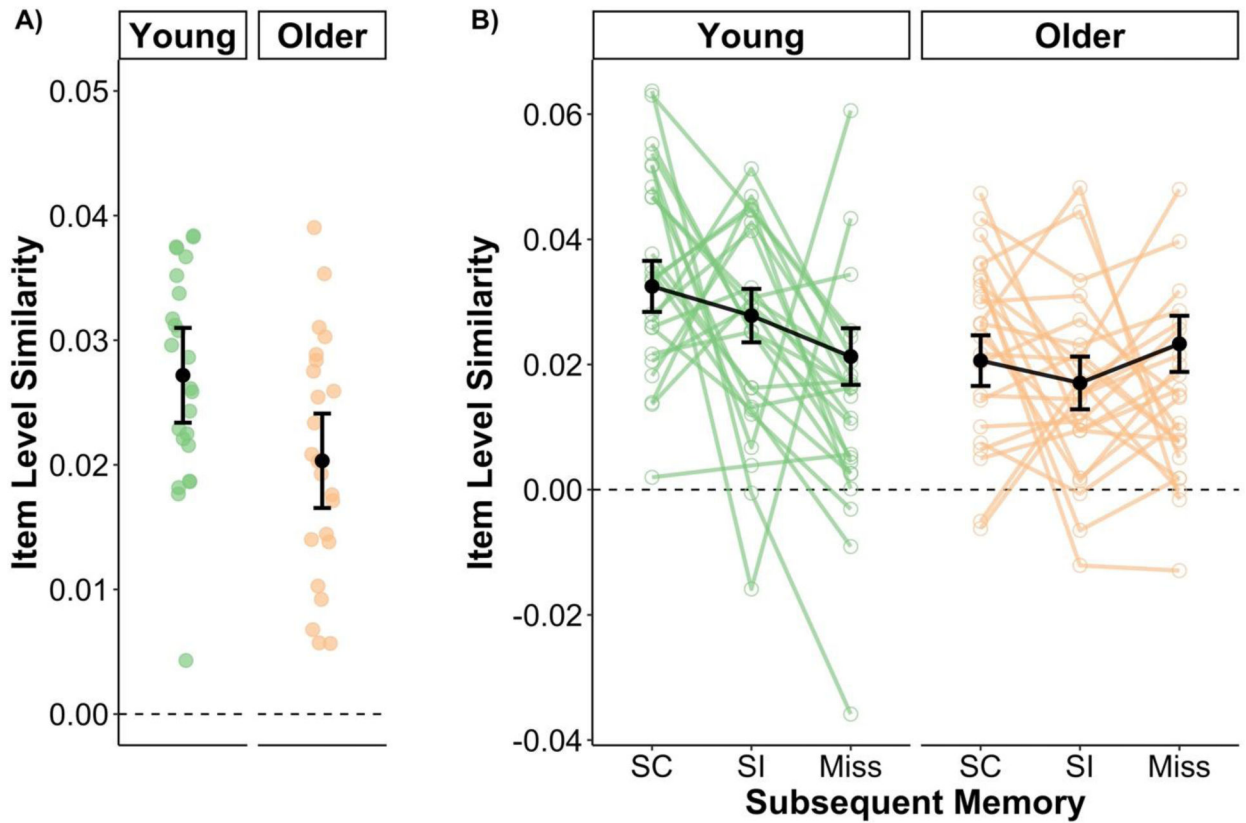 A)
Young Older
Item Level Similarity
0.05
0.04
0.03
0.02
0.01
0.00
B)
Young Older
Item Level Similarity
0.06
0.04
0.02
0.00
-0.02
-0.04
SC SI Miss SC SI Miss
Subsequent Memory